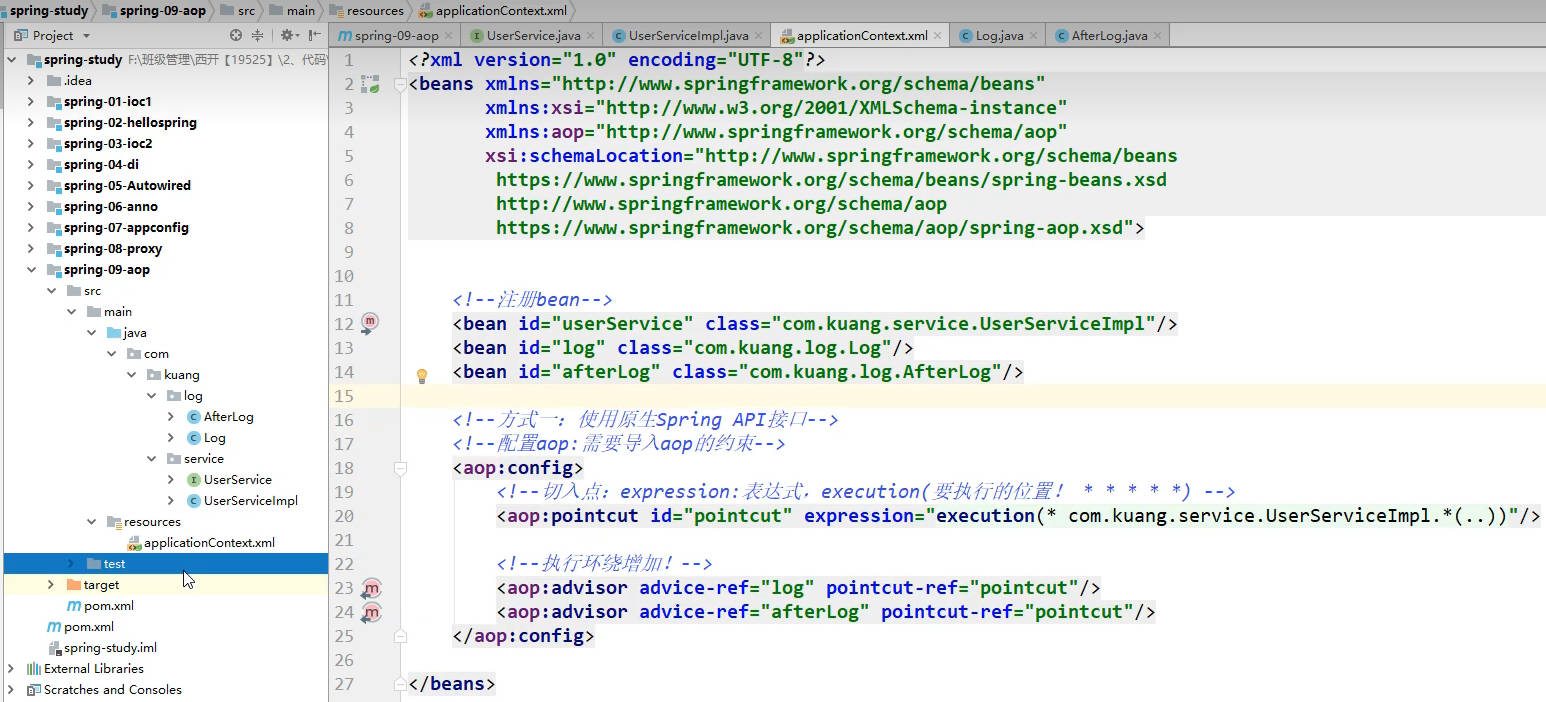 spring-study spring-09-aop src main resources applicationContext.xml
Project
spring-study F:\班级管理\西开【19525】\2、代码
.idea
spring-01-ioc1
spring-02-hellospring
spring-03-ioc2
spring-04-di
spring-05-Autowired
spring-06-anno
spring-07-appconfig
spring-08-proxy
spring-09-aop
src
main
java
com
kuang
log
AfterLog
Log
service
UserService
UserServiceImpl
resources
applicationContext.xml
test
target
pom.xml
pom.xml
spring-study.iml
External Libraries
Scratches and Consoles
spring-09-aop UserService.java UserServiceImpl.java applicationContext.xml Log.java AfterLog.java
1 <?xml version="1.0" encoding="UTF-8"?>
2 <beans xmlns="http://www.springframework.org/schema/beans"
3 xmlns:xsi="http://www.w3.org/2001/XMLSchema-instance"
4 xmlns:aop="http://www.springframework.org/schema/aop"
5 xsi:schemaLocation="http://www.springframework.org/schema/beans
6 https://www.springframework.org/schema/beans/spring-beans.xsd
7 http://www.springframework.org/schema/aop
8 https://www.springframework.org/schema/aop/spring-aop.xsd">
9
10
11 <!--注册bean-->
12 <bean id="userService" class="com.kuang.service.UserServiceImpl"/>
13 <bean id="log" class="com.kuang.log.Log"/>
14 <bean id="afterLog" class="com.kuang.log.AfterLog"/>
15
16 <!--方式一：使用原生Spring API接口-->
17 <!--配置aop:需要导入aop的约束-->
18 <aop:config>
19 <!--切入点：expression:表达式，execution(要执行的位置！ * * * * *) -->
20 <aop:pointcut id="pointcut" expression="execution(* com.kuang.service.UserServiceImpl.*(..))"/>
21
22 <!--执行环绕增加！-->
23 <aop:advisor advice-ref="log" pointcut-ref="pointcut"/>
24 <aop:advisor advice-ref="afterLog" pointcut-ref="pointcut"/>
25 </aop:config>
26
27 </beans>